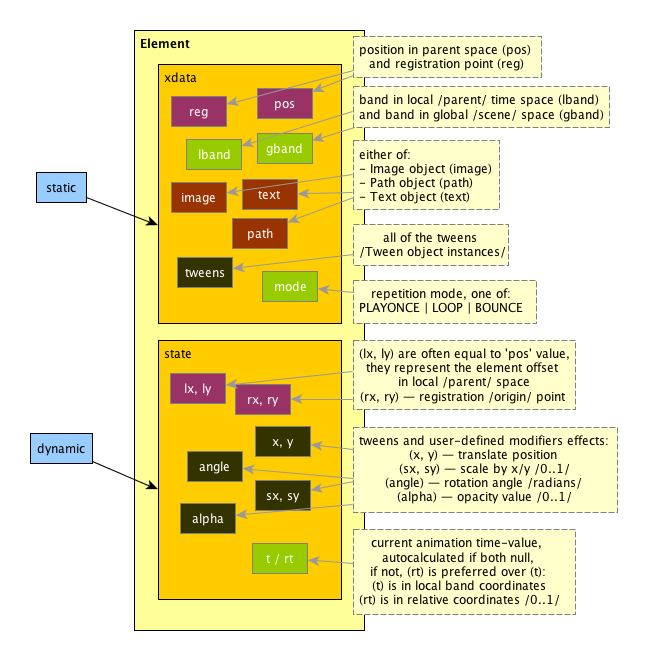 Element
xdata
reg
pos
lband
gband
image
text
path
tweens
mode
static
position in parent space (pos)
and registration point (reg)
band in local /parent/ time space (lband)
and band in global /scene/ space (gband)
either of:
- Image object (image)
- Path object (path)
- Text object (text)
all of the tweens
/Tween object instances/
repetition mode, one of:
PLAYONCE | LOOP | BOUNCE
state
lx, ly
rx, ry
x, y
angle
sx, sy
alpha
t / rt
dynamic
(lx, ly) are often equal to 'pos' value,
they represent the element offset
in local /parent/ space
(rx, ry) — registration /origin/ point
tweens and user-defined modifiers effects:
(x, y) — translate position
(sx, sy) — scale by x/y /0..1/
(angle) — rotation angle /radians/
(alpha) — opacity value /0..1/
current animation time-value,
autocalculated if both null,
if not, (rt) is preferred over (t):
(t) is in local band coordinates
(rt) is in relative coordinates /0..1/